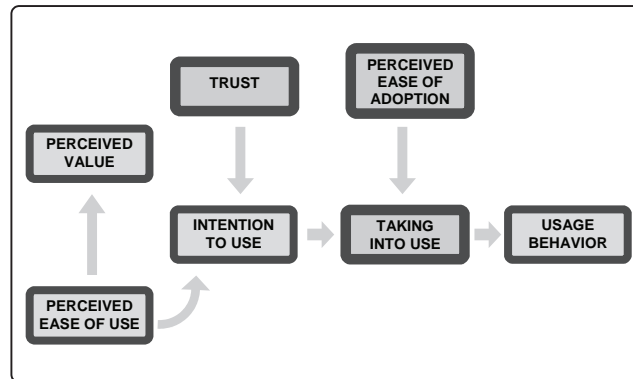 TRUST
PERCEIVED
EASE OF
ADOPTION
PERCEIVED
VALUE
INTENTION
TO USE
TAKING
INTO USE
USAGE
BEHAVIOR
PERCEIVED
EASE OF USE